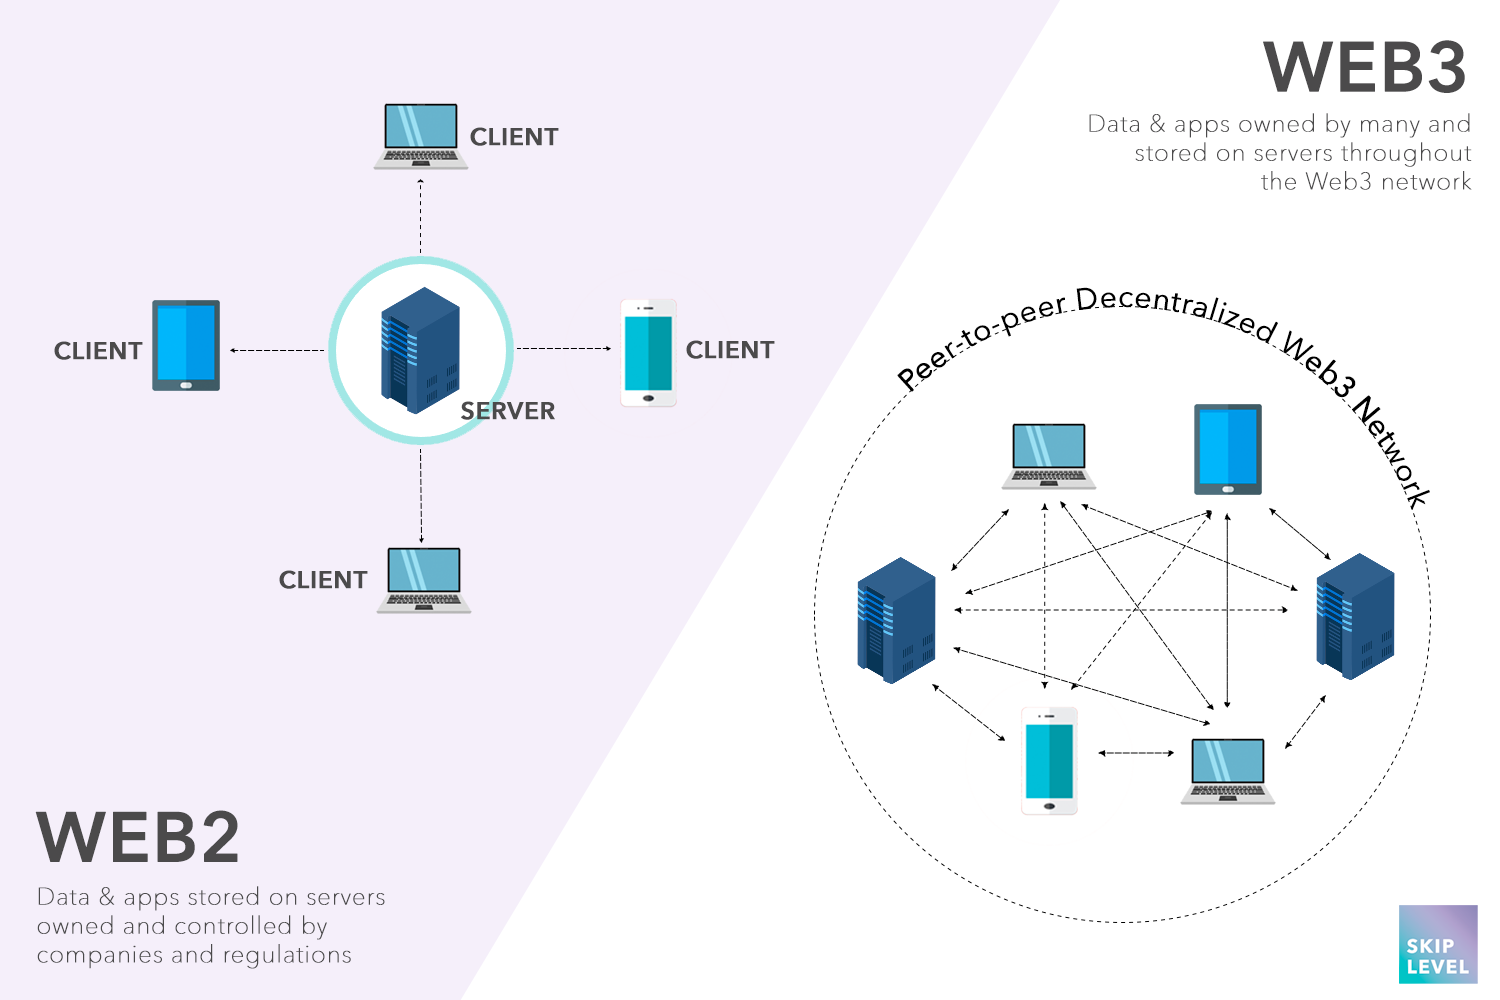 WEB3
Data & apps owned by many and
stored on servers throughout
the Web3 network
CLIENT
CLIENT
SERVER
CLIENT
CLIENT
Peer-to-peer Decentralized Web3 Network
WEB2
Data & apps stored on servers
owned and controlled by
companies and regulations
SKIP
LEVEL